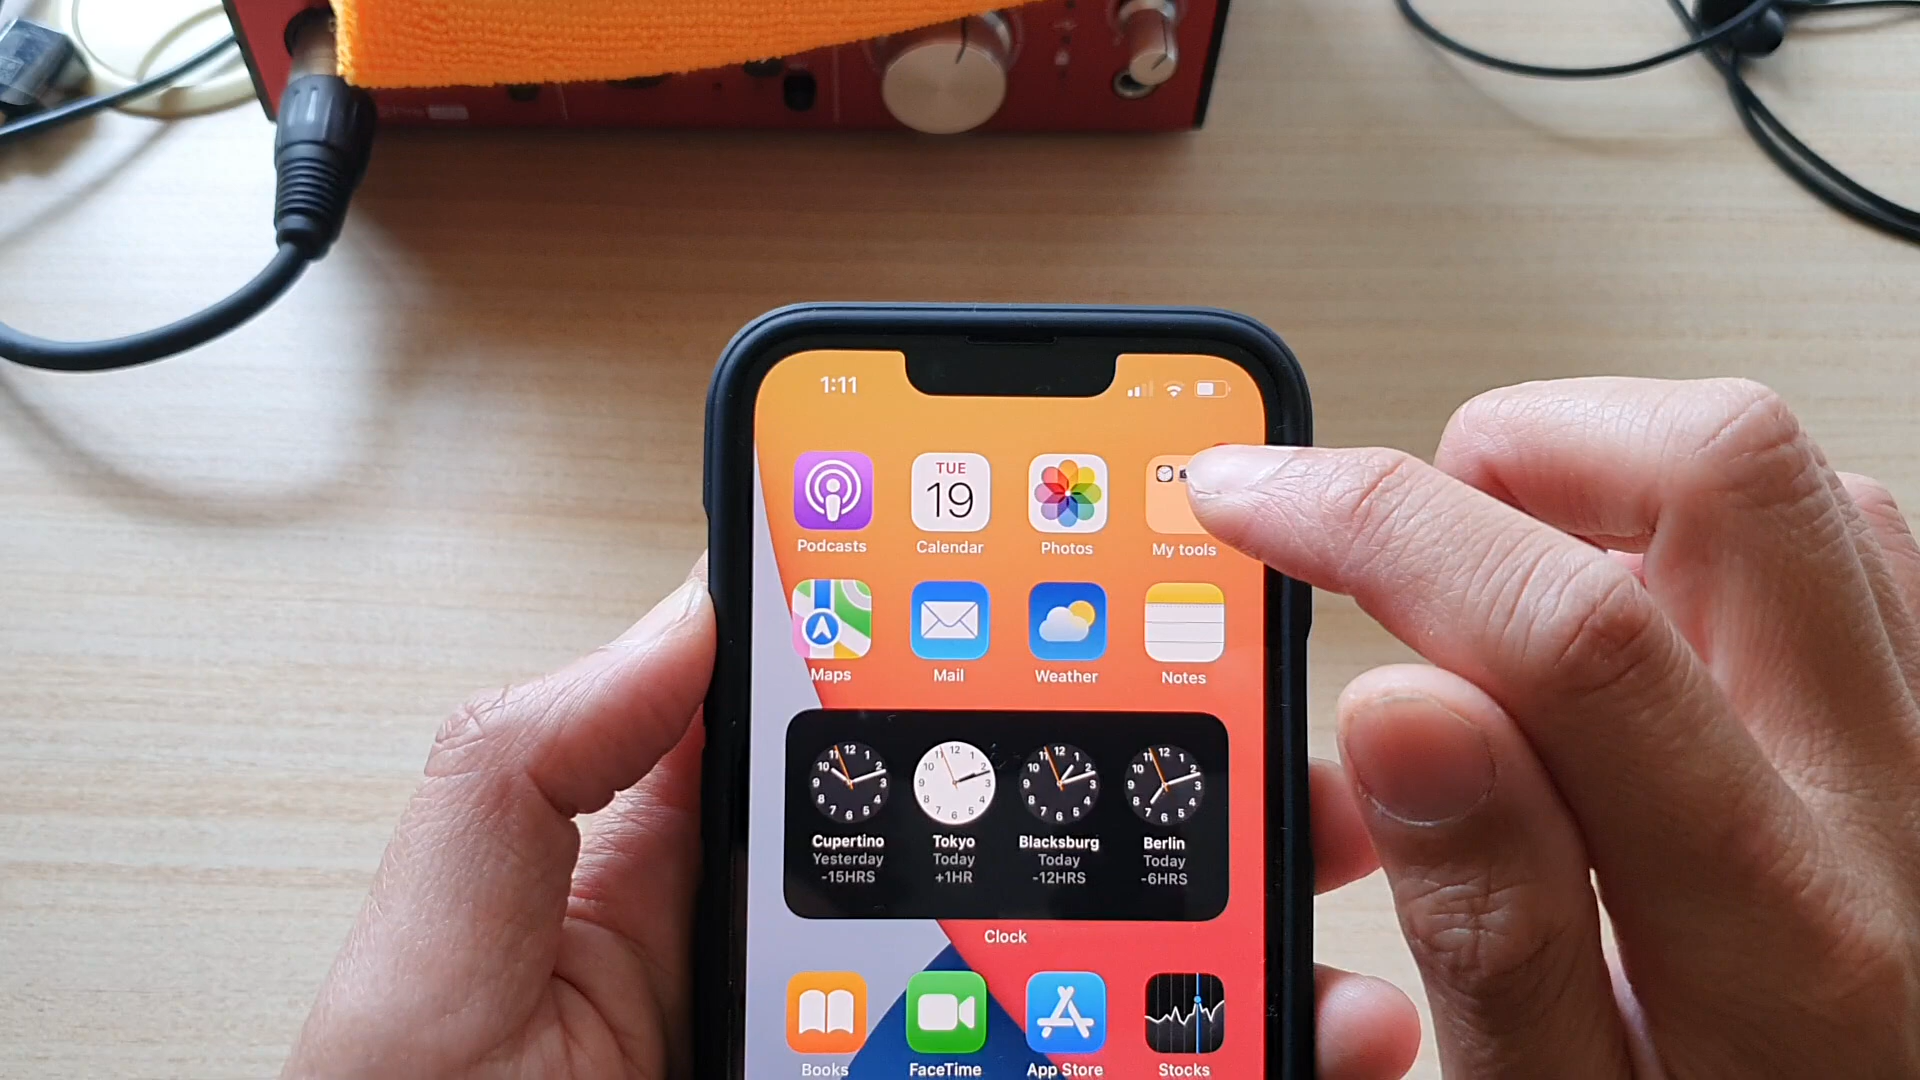 1:11
TUE
19
Podcasts
Calendar
Photos
My tools
Maps
Mail
Weather
Notes
Cupertino
Yesterday
-15HRS
Tokyo
Today
+1HR
Blacksburg
Today
-12HRS
Berlin
Today
-6HRS
Clock
Books
FaceTime
App Store
Stocks